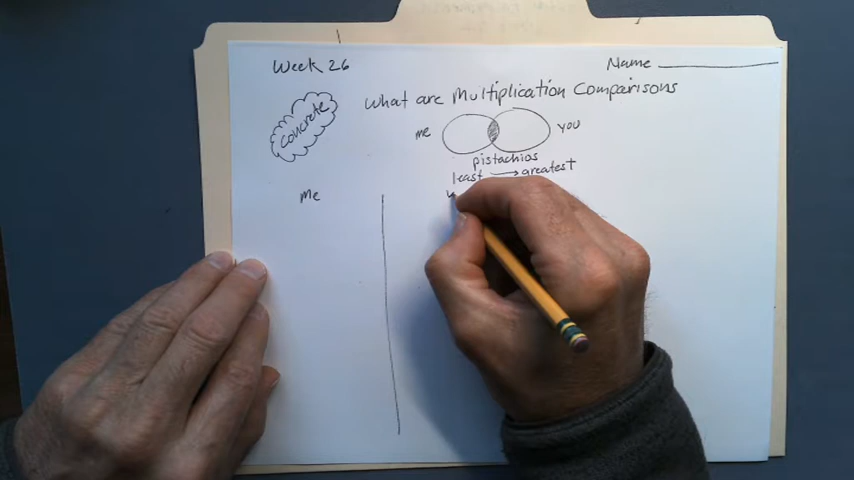 Week 26
Name
What are Multiplication Comparisons
concrete
me
you
pistachios
least → greatest
Me